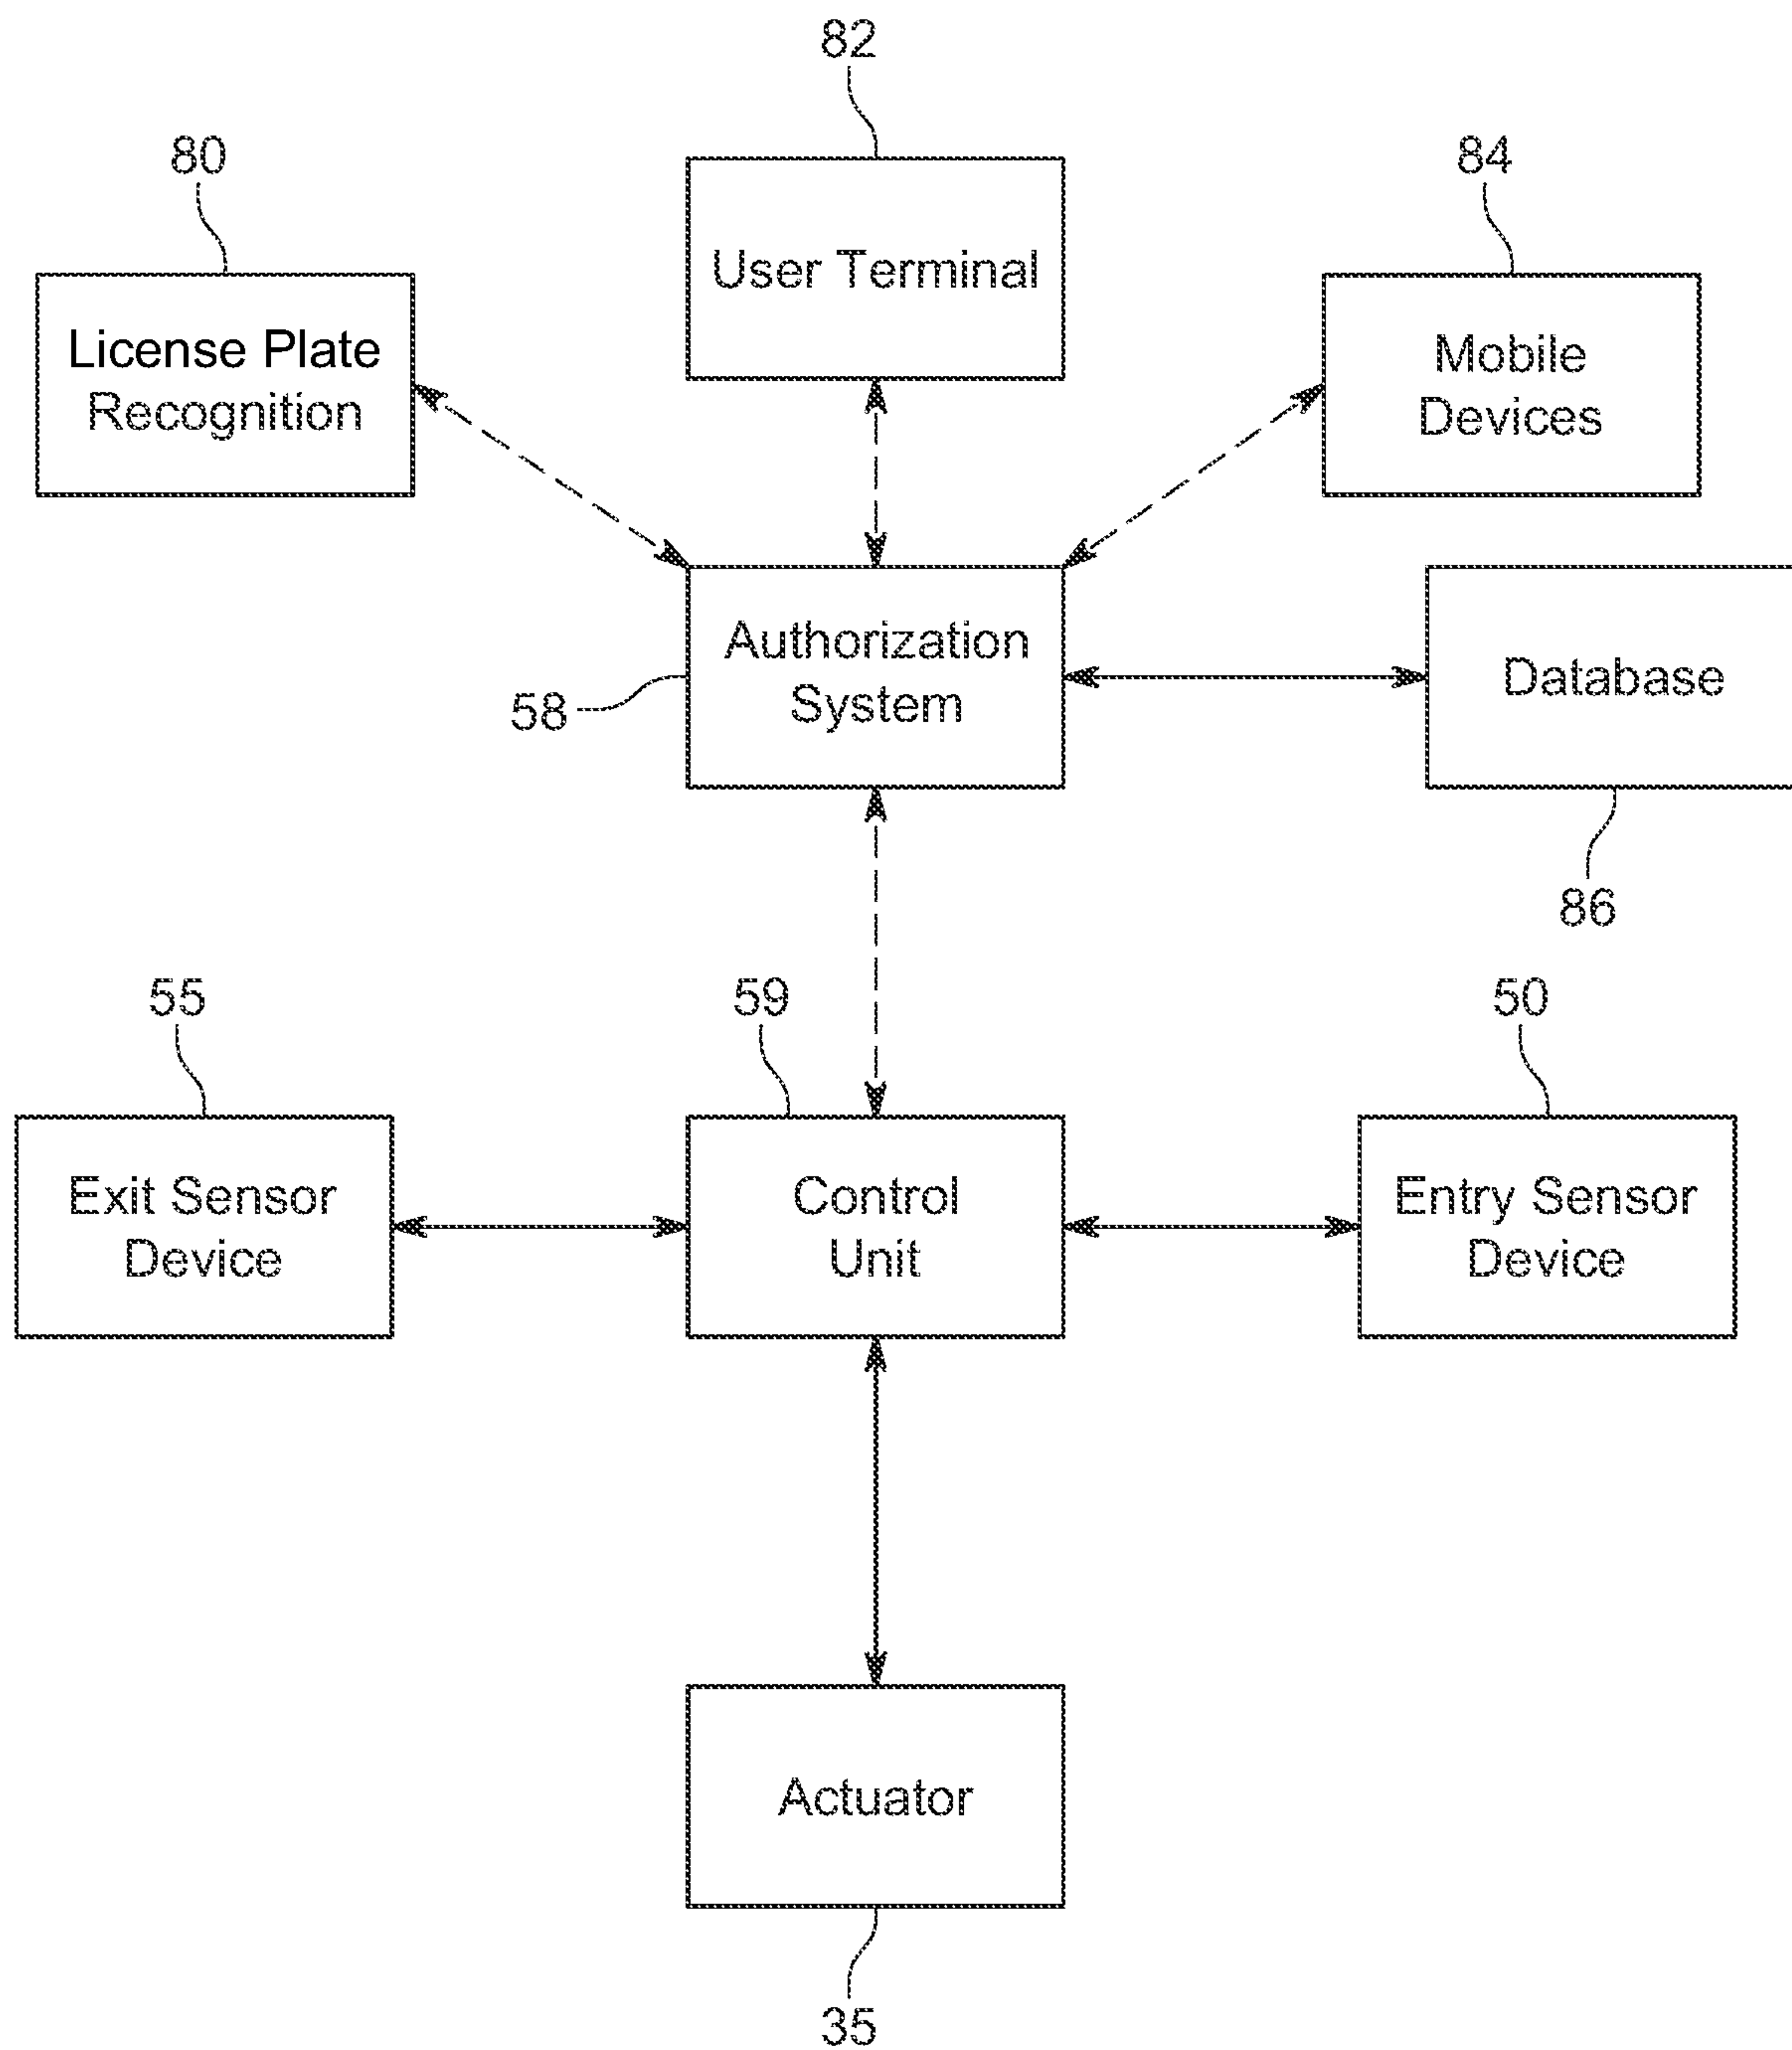 82
80
84
User Terminal
License Plate
Recognition
Mobile
Devices
Authorization
System
58
Database
86
55
59
50
Exit Sensor
Device
Control
Unit
Entry Sensor
Device
Actuator
35